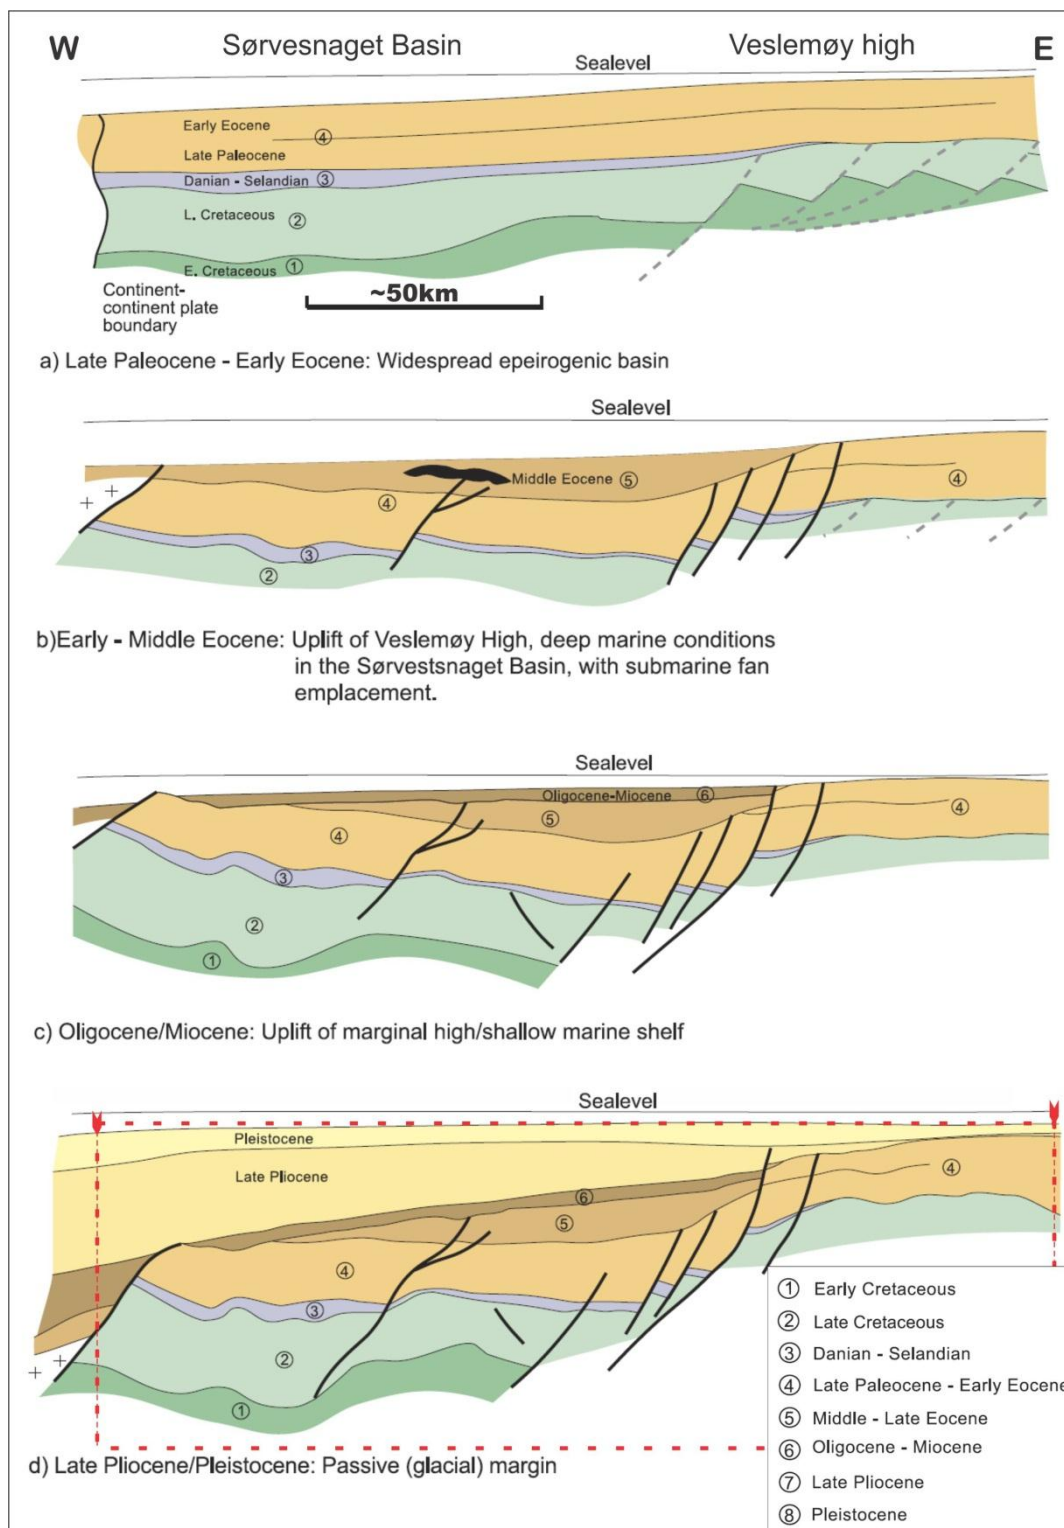 W Sørvesnaget Basin Veslemøy high E
Sealevel
Early Eocene
④
Late Paleocene
Danian - Selandian ③
L. Cretaceous ②
E. Cretaceous ①
~50km
Continent-
continent plate
boundary
a) Late Paleocene - Early Eocene: Widespread epeirogenic basin
Sealevel
Middle Eocene ⑤
④ ④
③
②
b)Early - Middle Eocene: Uplift of Veslemøy High, deep marine conditions
in the Sørvestsnaget Basin, with submarine fan
emplacement.
Sealevel
Oligocene-Miocene ⑥
④ ⑤ ④
③
②
①
c) Oligocene/Miocene: Uplift of marginal high/shallow marine shelf
Sealevel
Pleistocene
Late Pliocene
④
⑥
⑤
④
③
②
①
① Early Cretaceous
② Late Cretaceous
③ Danian - Selandian
④ Late Paleocene - Early Eocene
⑤ Middle - Late Eocene
⑥ Oligocene - Miocene
⑦ Late Pliocene
⑧ Pleistocene
d) Late Pliocene/Pleistocene: Passive (glacial) margin